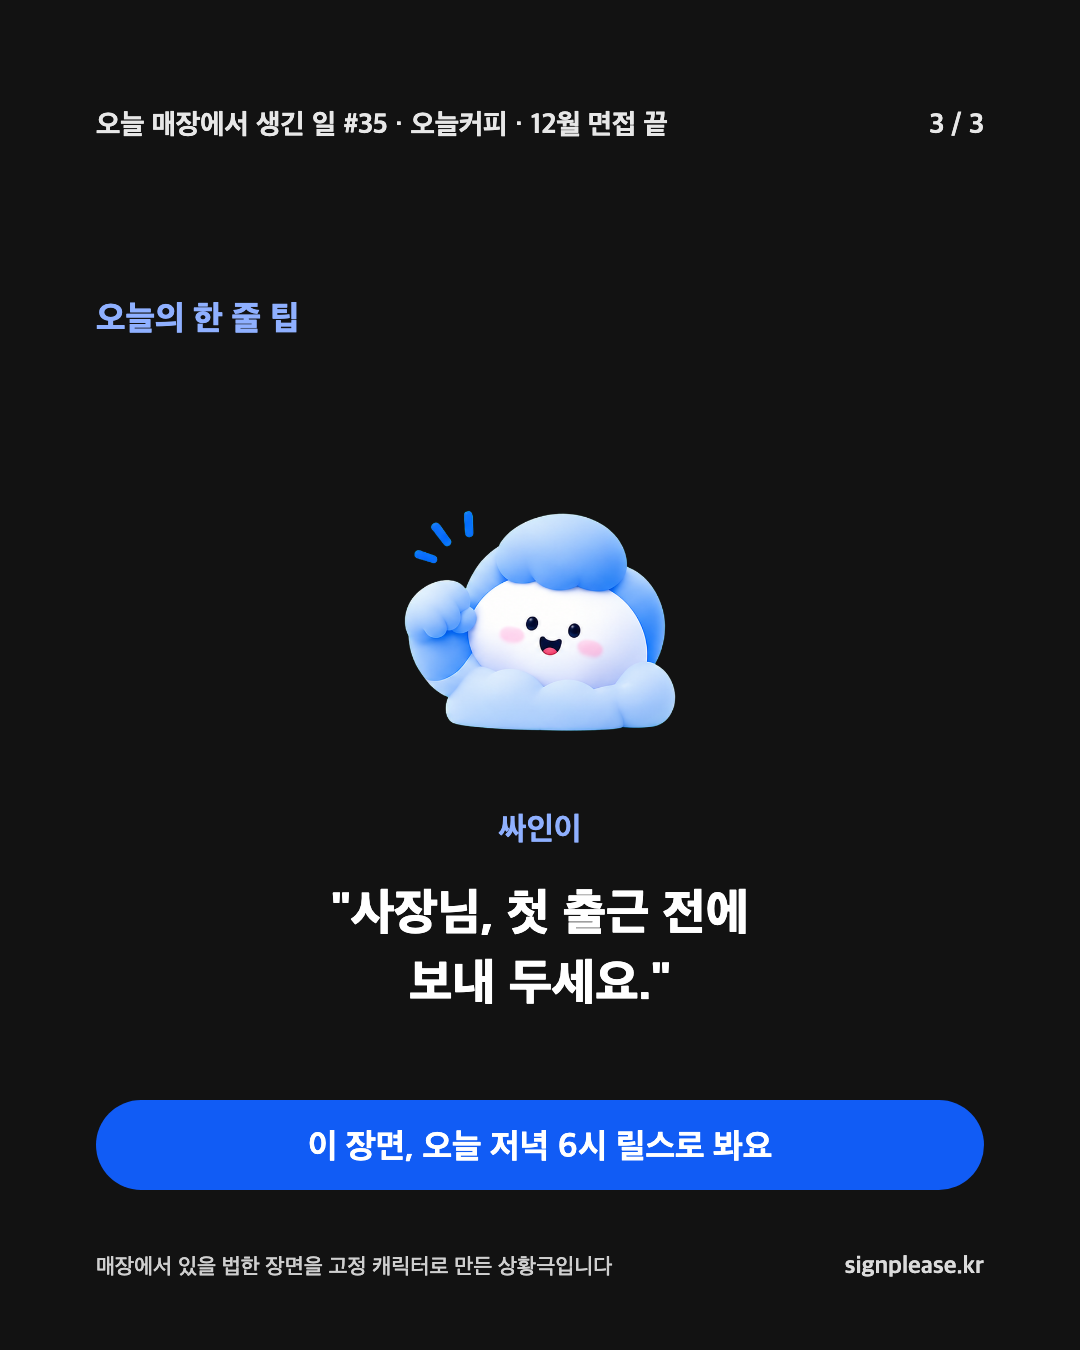 오늘 매장에서 생긴 일 #35 · 오늘커피 · 12월 면접 끝
3 / 3
오늘의 한 줄 팁
싸인이
"사장님, 첫 출근 전에
보내 두세요."
이 장면, 오늘 저녁 6시 릴스로 봐요
매장에서 있을 법한 장면을 고정 캐릭터로 만든 상황극입니다
signplease.kr